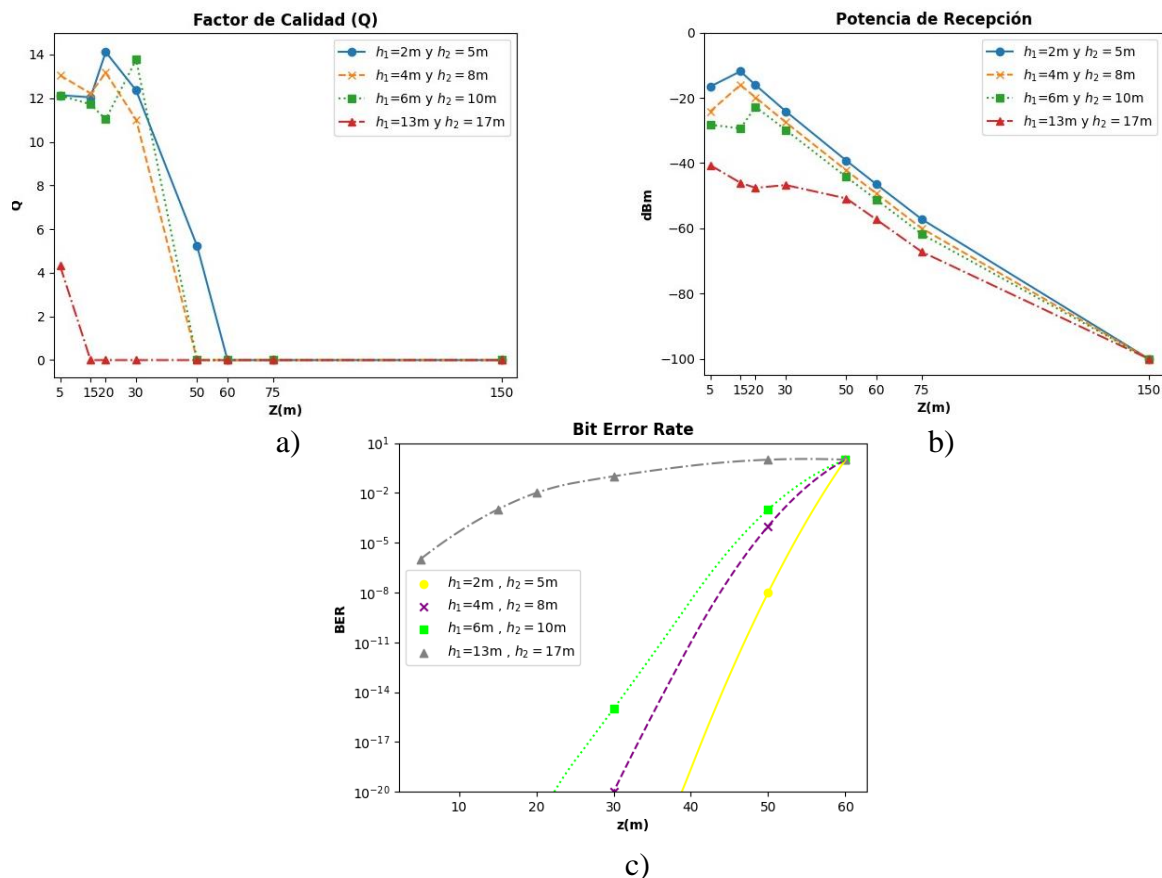 Factor de Calidad (Q)
14
12
10
8
6
4
2
0
Q
5
15
20
30
50
60
75
150
Z(m)
h₁=2m y h₂ = 5m
h₁=4m y h₂ = 8m
h₁=6m y h₂ = 10m
h₁=13m y h₂ = 17m
a)
Potencia de Recepción
0
−20
−40
−60
−80
−100
dBm
5
15
20
30
50
60
75
150
Z(m)
h₁=2m y h₂ = 5m
h₁=4m y h₂ = 8m
h₁=6m y h₂ = 10m
h₁=13m y h₂ = 17m
b)
Bit Error Rate
10¹
10⁻²
10⁻⁵
10⁻⁸
10⁻¹¹
10⁻¹⁴
10⁻¹⁷
10⁻²⁰
BER
h₁=2m , h₂ = 5m
h₁=4m , h₂ = 8m
h₁=6m , h₂ = 10m
h₁=13m , h₂ = 17m
10
20
30
40
50
60
z(m)
c)